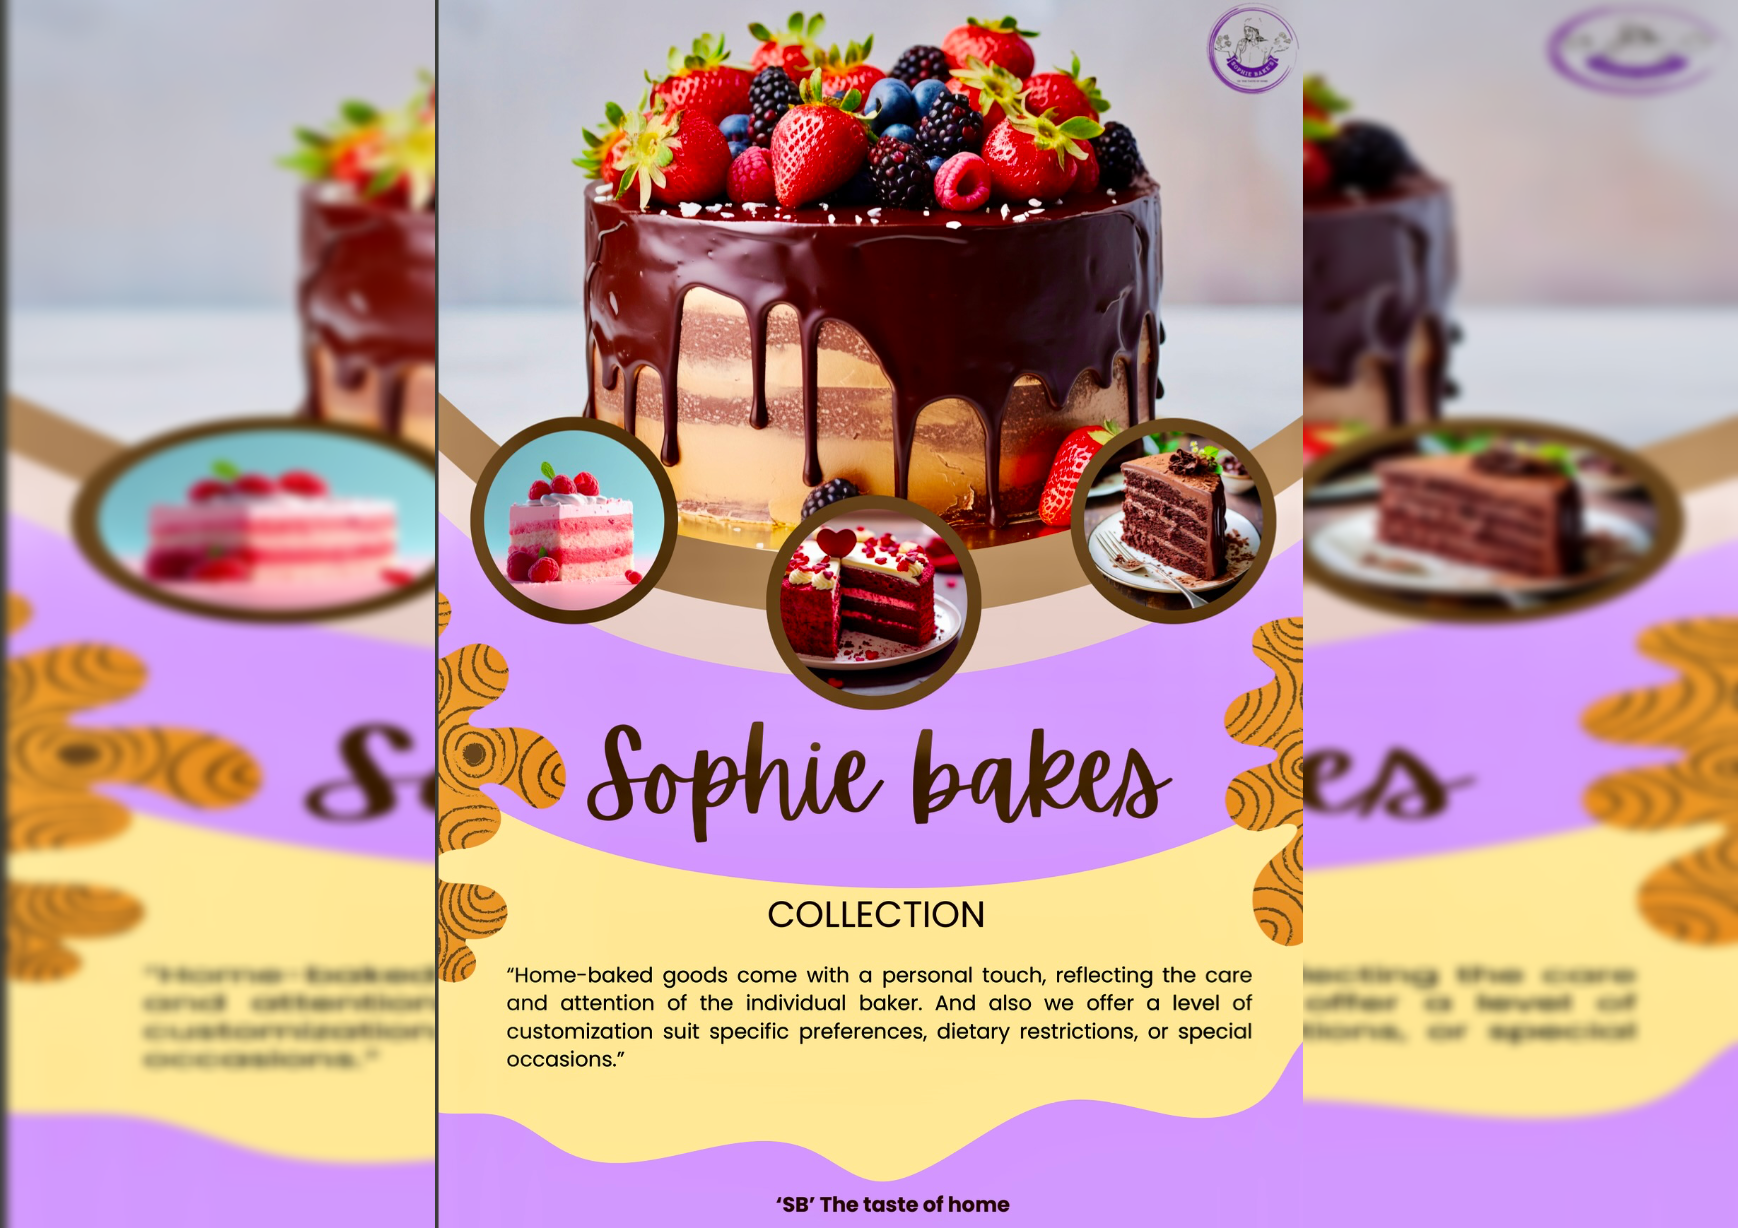 SOPHIE BAKE'S
Sophie bakes
COLLECTION
“Home-baked goods come with a personal touch, reflecting the care
and attention of the individual baker. And also we offer a level of
customization suit specific preferences, dietary restrictions, or special
occasions.”
‘SB’ The taste of home